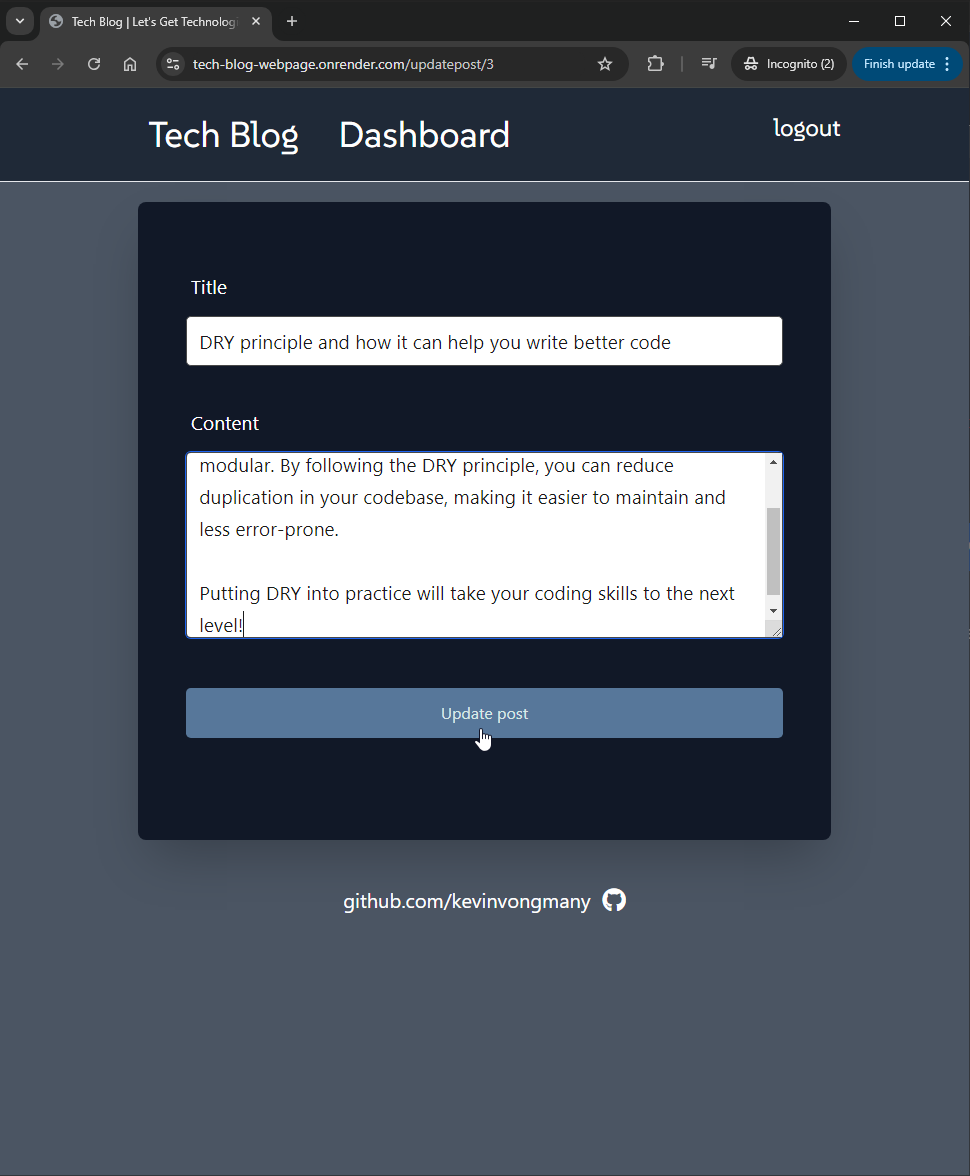 Tech Blog | Let's Get Technologi
tech-blog-webpage.onrender.com/updatepost/3
Incognito (2)
Finish update
Tech Blog
Dashboard
logout
Title
DRY principle and how it can help you write better code
Content
modular. By following the DRY principle, you can reduce
duplication in your codebase, making it easier to maintain and
less error-prone.
Putting DRY into practice will take your coding skills to the next
level!
Update post
github.com/kevinvongmany